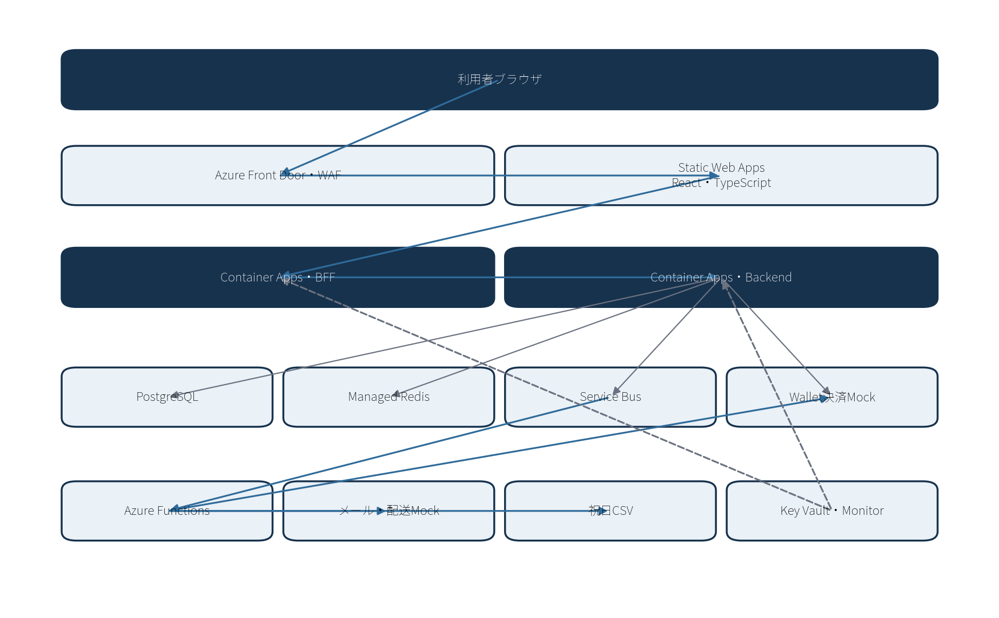 利用者ブラウザ
Azure Front Door・WAF
Static Web Apps
React・TypeScript
Container Apps・BFF
Container Apps・Backend
PostgreSQL
Managed Redis
Service Bus
Wallet決済Mock
Azure Functions
メール・配送Mock
祝日CSV
Key Vault・Monitor